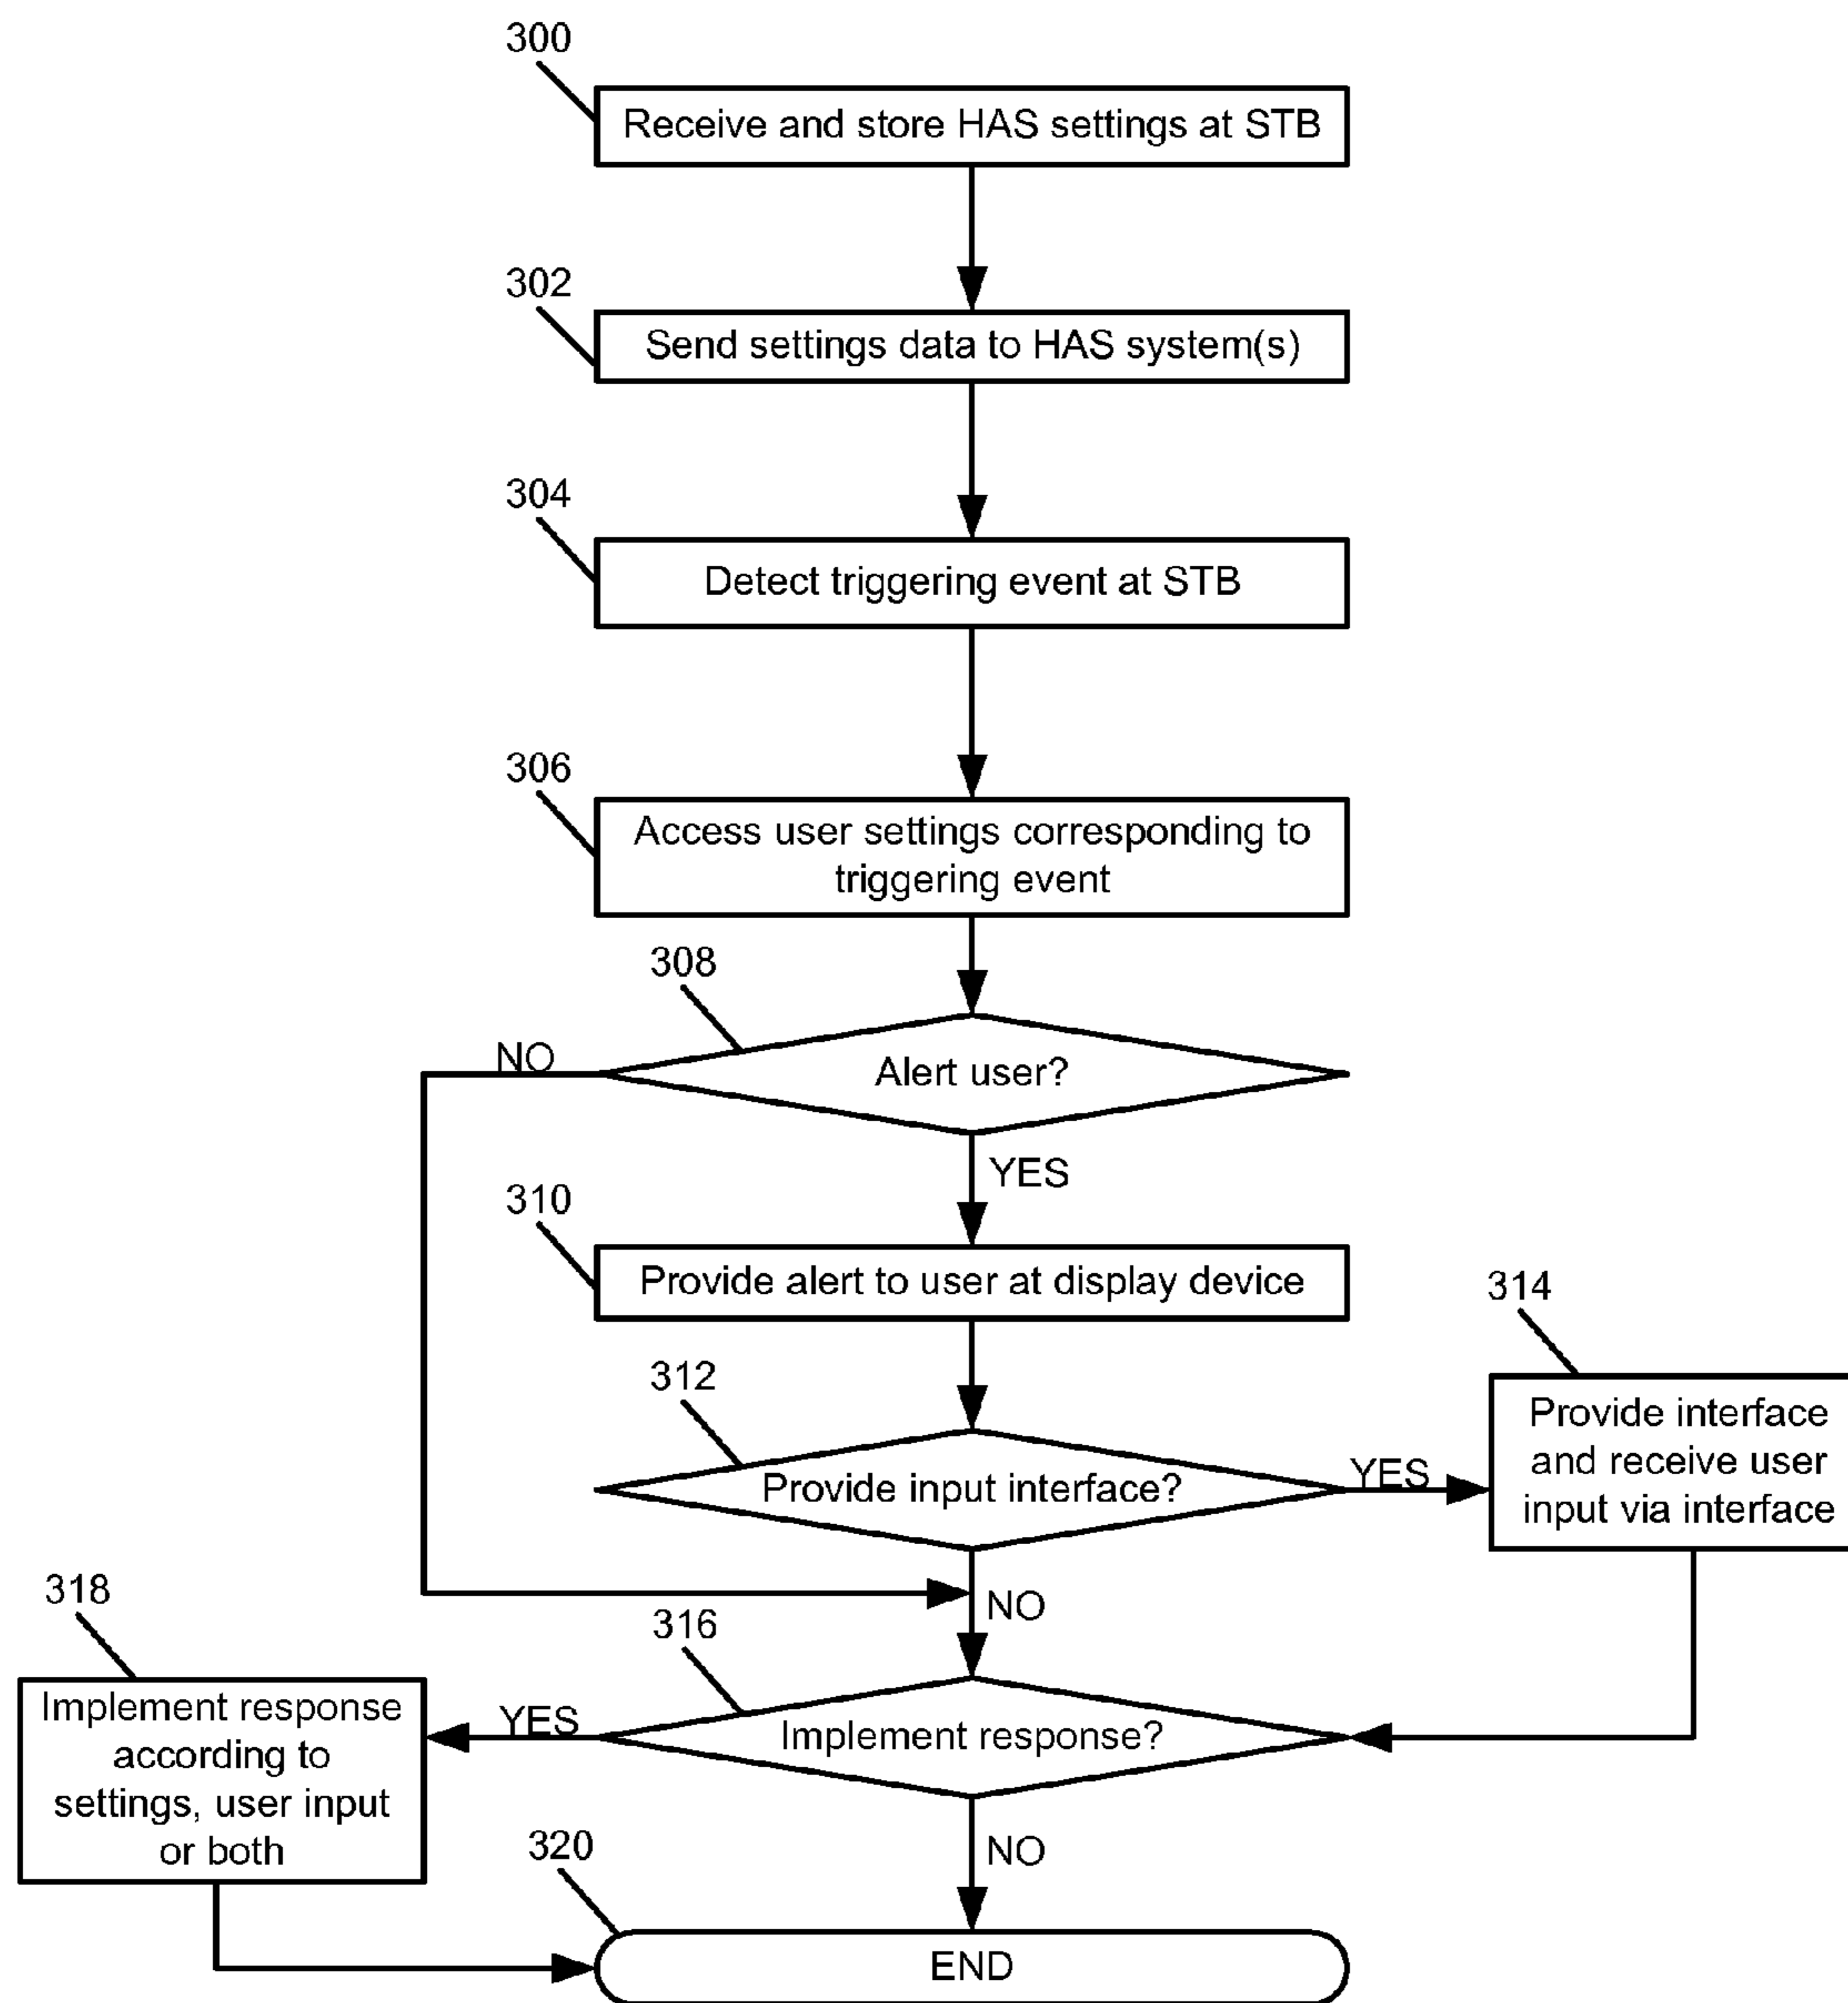 300
Receive and store HAS settings at STB
302
Send settings data to HAS system(s)
304
Detect triggering event at STB
306
Access user settings corresponding to
triggering event
308
NO
Alert user?
YES
310
Provide alert to user at display device
314
312
Provide interface
and receive user
input via interface
Provide input interface?
YES
318
NO
316
Implement response
according to
settings, user input
or both
YES
Implement response?
320
NO
END